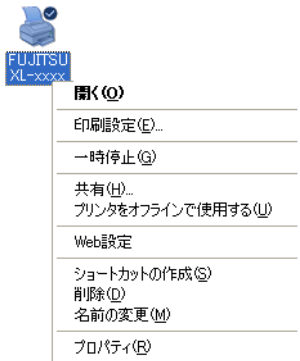 FUJITSU
XL-xxxx
開く(O)
印刷設定(E)...
一時停止(G)
共有(H)...
プリンタをオフラインで使用する(U)
Web設定
ショートカットの作成(S)
削除(D)
名前の変更(M)
プロパティ(R)